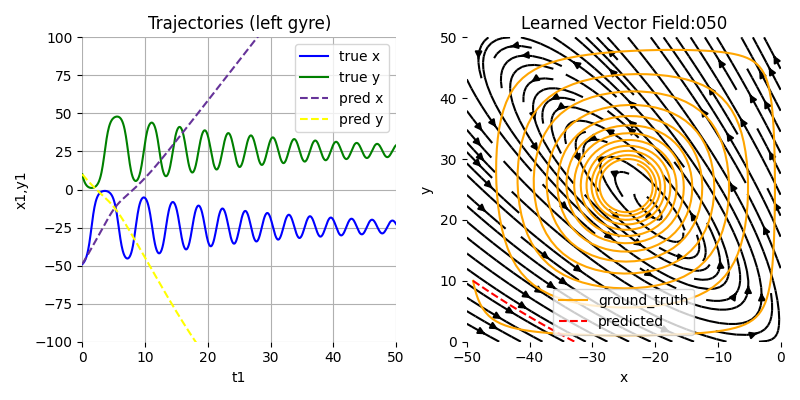 Trajectories (left gyre)
100
75
50
25
0
−25
−50
−75
−100
x1,y1
0
10
20
30
40
50
t1
true x
true y
pred x
pred y
Learned Vector Field:050
50
40
30
20
10
0
y
−50
−40
−30
−20
−10
0
x
ground_truth
predicted